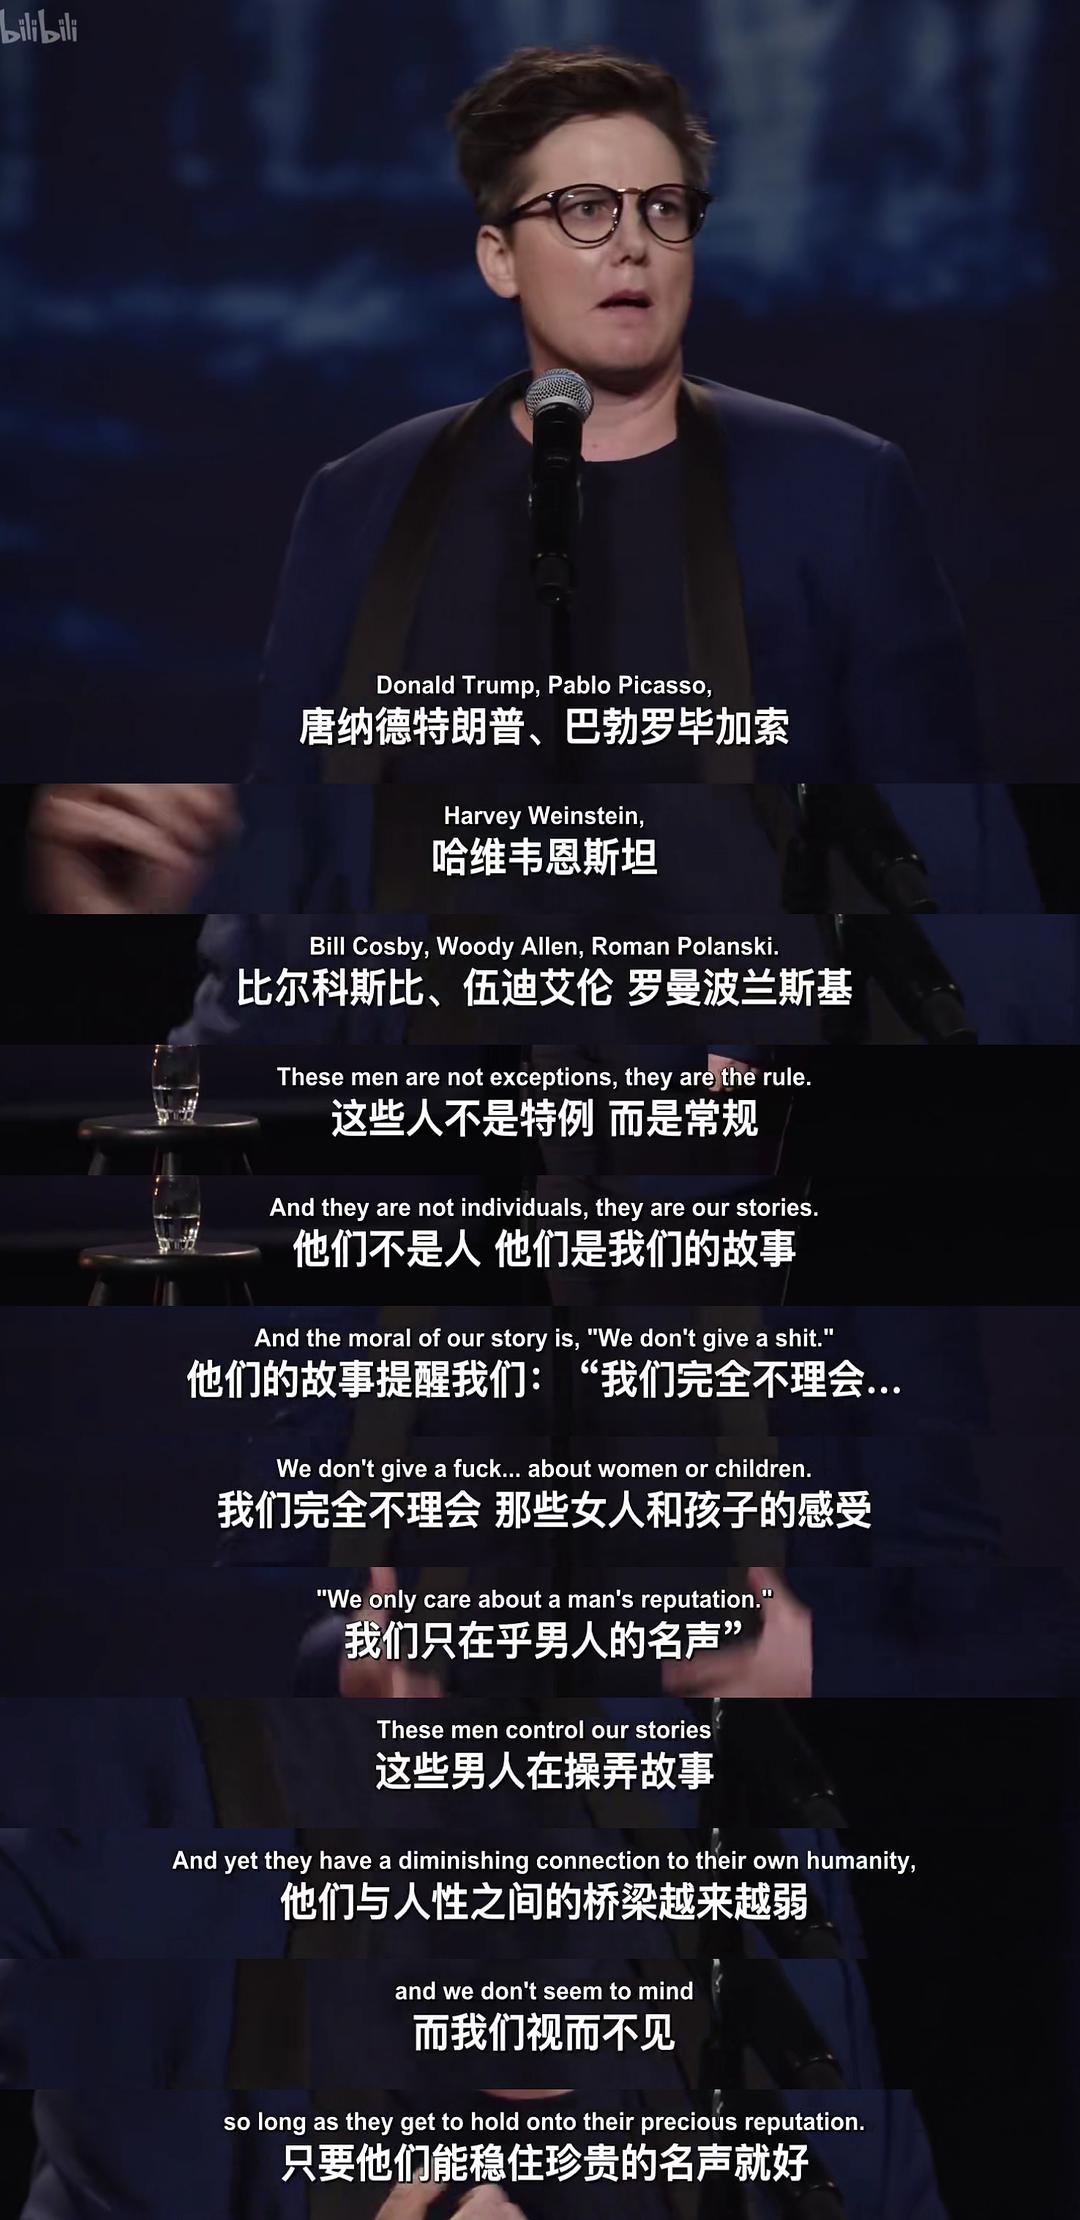 bilibili
Donald Trump, Pablo Picasso,
唐纳德特朗普、巴勃罗毕加索
Harvey Weinstein,
哈维韦恩斯坦
Bill Cosby, Woody Allen, Roman Polanski.
比尔科斯比、伍迪艾伦 罗曼波兰斯基
These men are not exceptions, they are the rule.
这些人不是特例 而是常规
And they are not individuals, they are our stories.
他们不是人 他们是我们的故事
And the moral of our story is, "We don't give a shit."
他们的故事提醒我们：“我们完全不理会...
We don't give a fuck... about women or children.
我们完全不理会 那些女人和孩子的感受
"We only care about a man's reputation."
我们只在乎男人的名声”
These men control our stories
这些男人在操弄故事
And yet they have a diminishing connection to their own humanity,
他们与人性之间的桥梁越来越弱
and we don't seem to mind
而我们视而不见
so long as they get to hold onto their precious reputation.
只要他们能稳住珍贵的名声就好